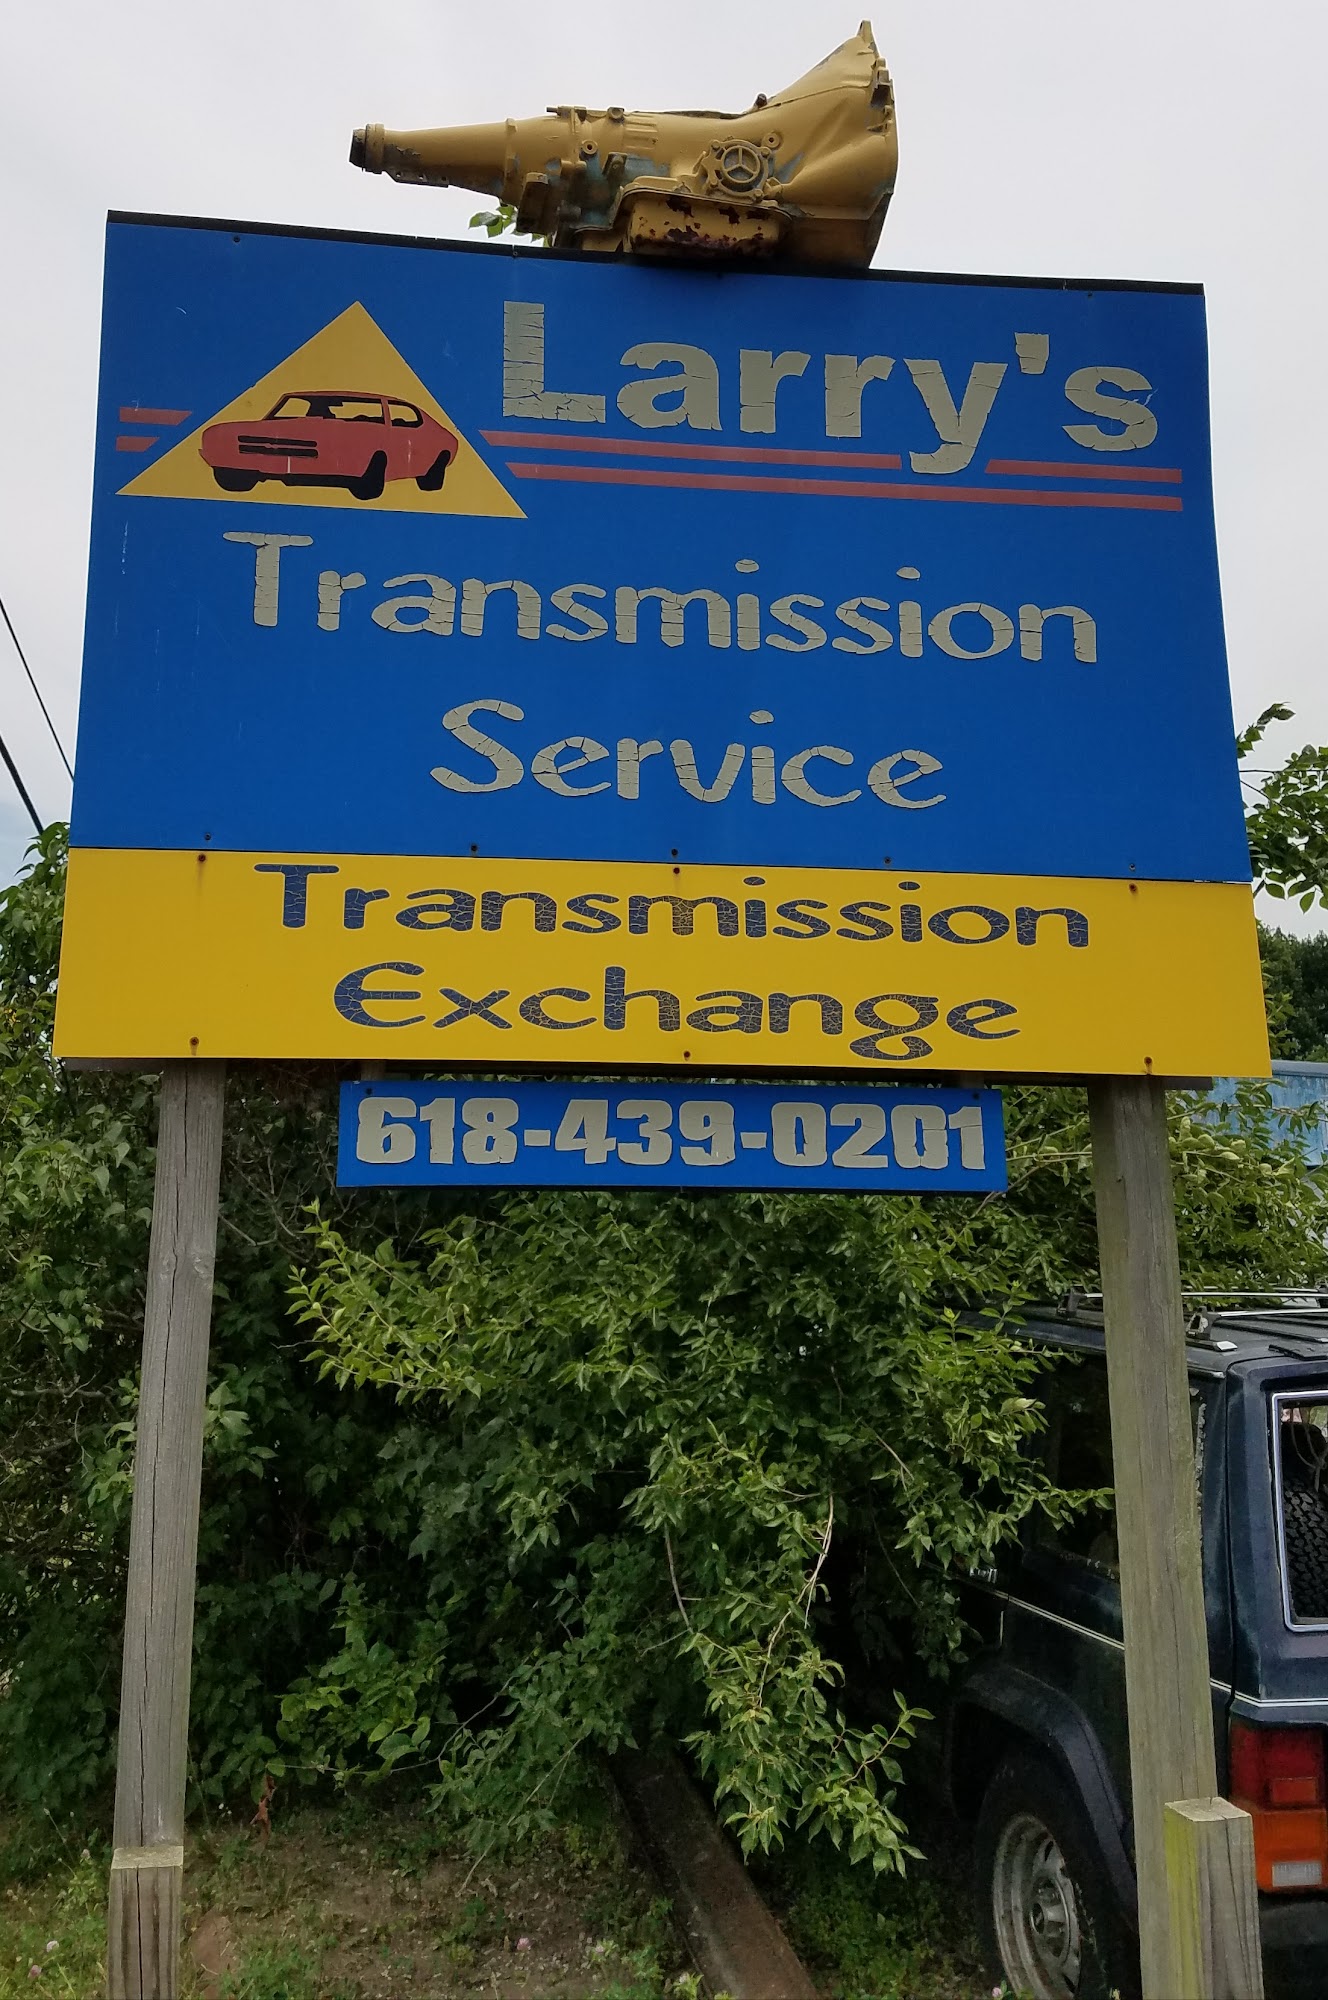 Larry's
Transmission
Service
Transmission
Exchange
618-439-0201